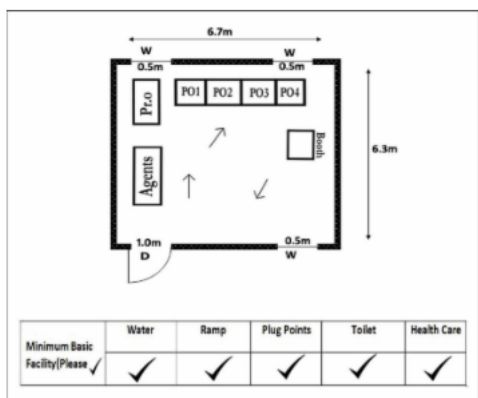 6.7m
W W
0.5m 0.5m
Pr.o PO1 PO2 PO3 PO4
Booth
6.3m
Agents
1.0m 0.5m
D W
Water Ramp Plug Points Toilet Health Care
Minimum Basic
Facility(Please ✓ ✓ ✓ ✓ ✓ ✓